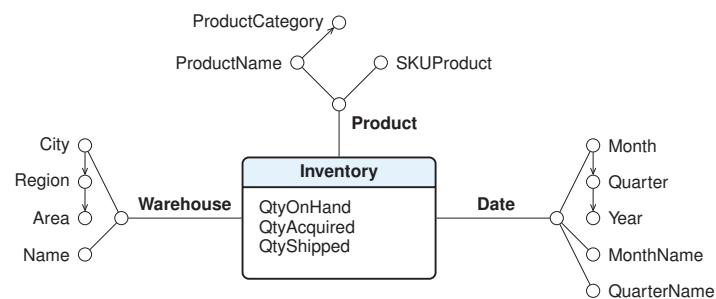 ProductCategory
ProductName
SKUProduct
Product
City
Region
Area
Name
Warehouse
Inventory
QtyOnHand
QtyAcquired
QtyShipped
Date
Month
Quarter
Year
MonthName
QuarterName